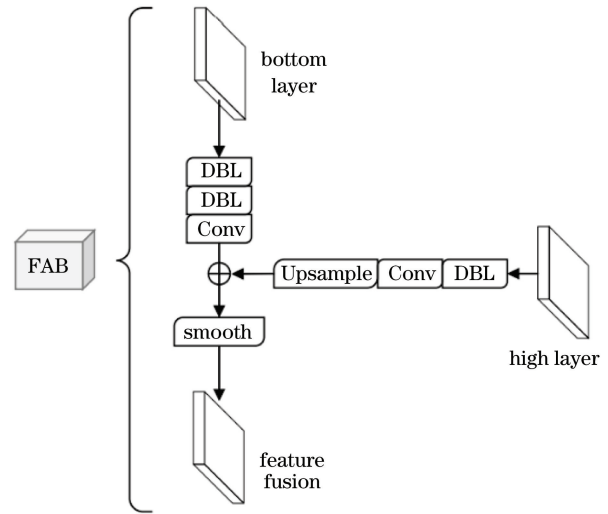 bottom
layer
DBL
DBL
Conv
FAB
Upsample Conv DBL
smooth
high layer
feature
fusion